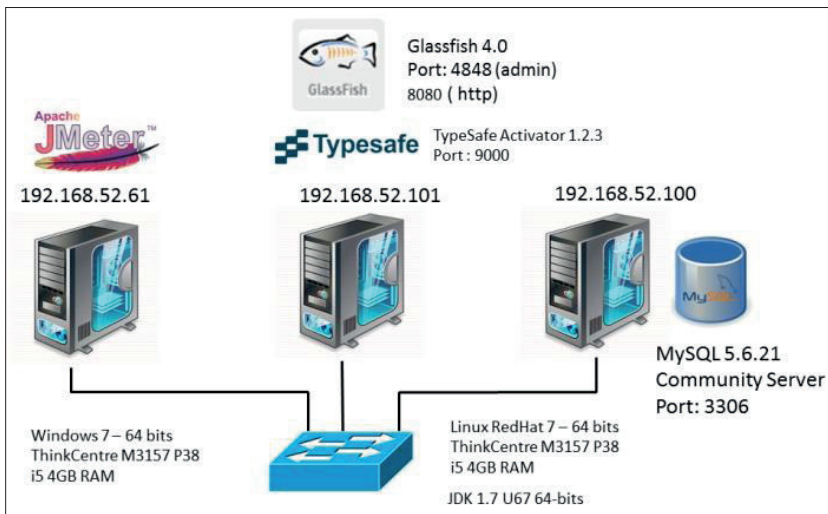 GlassFish
Glassfish 4.0
Port: 4848 (admin)
8080 ( http)
Apache
JMeter™
Typesafe
TypeSafe Activator 1.2.3
Port : 9000
192.168.52.61
192.168.52.101
192.168.52.100
MySQL
MySQL 5.6.21
Community Server
Port: 3306
Windows 7 – 64 bits
ThinkCentre M3157 P38
i5 4GB RAM
Linux RedHat 7 – 64 bits
ThinkCentre M3157 P38
i5 4GB RAM
JDK 1.7 U67 64-bits